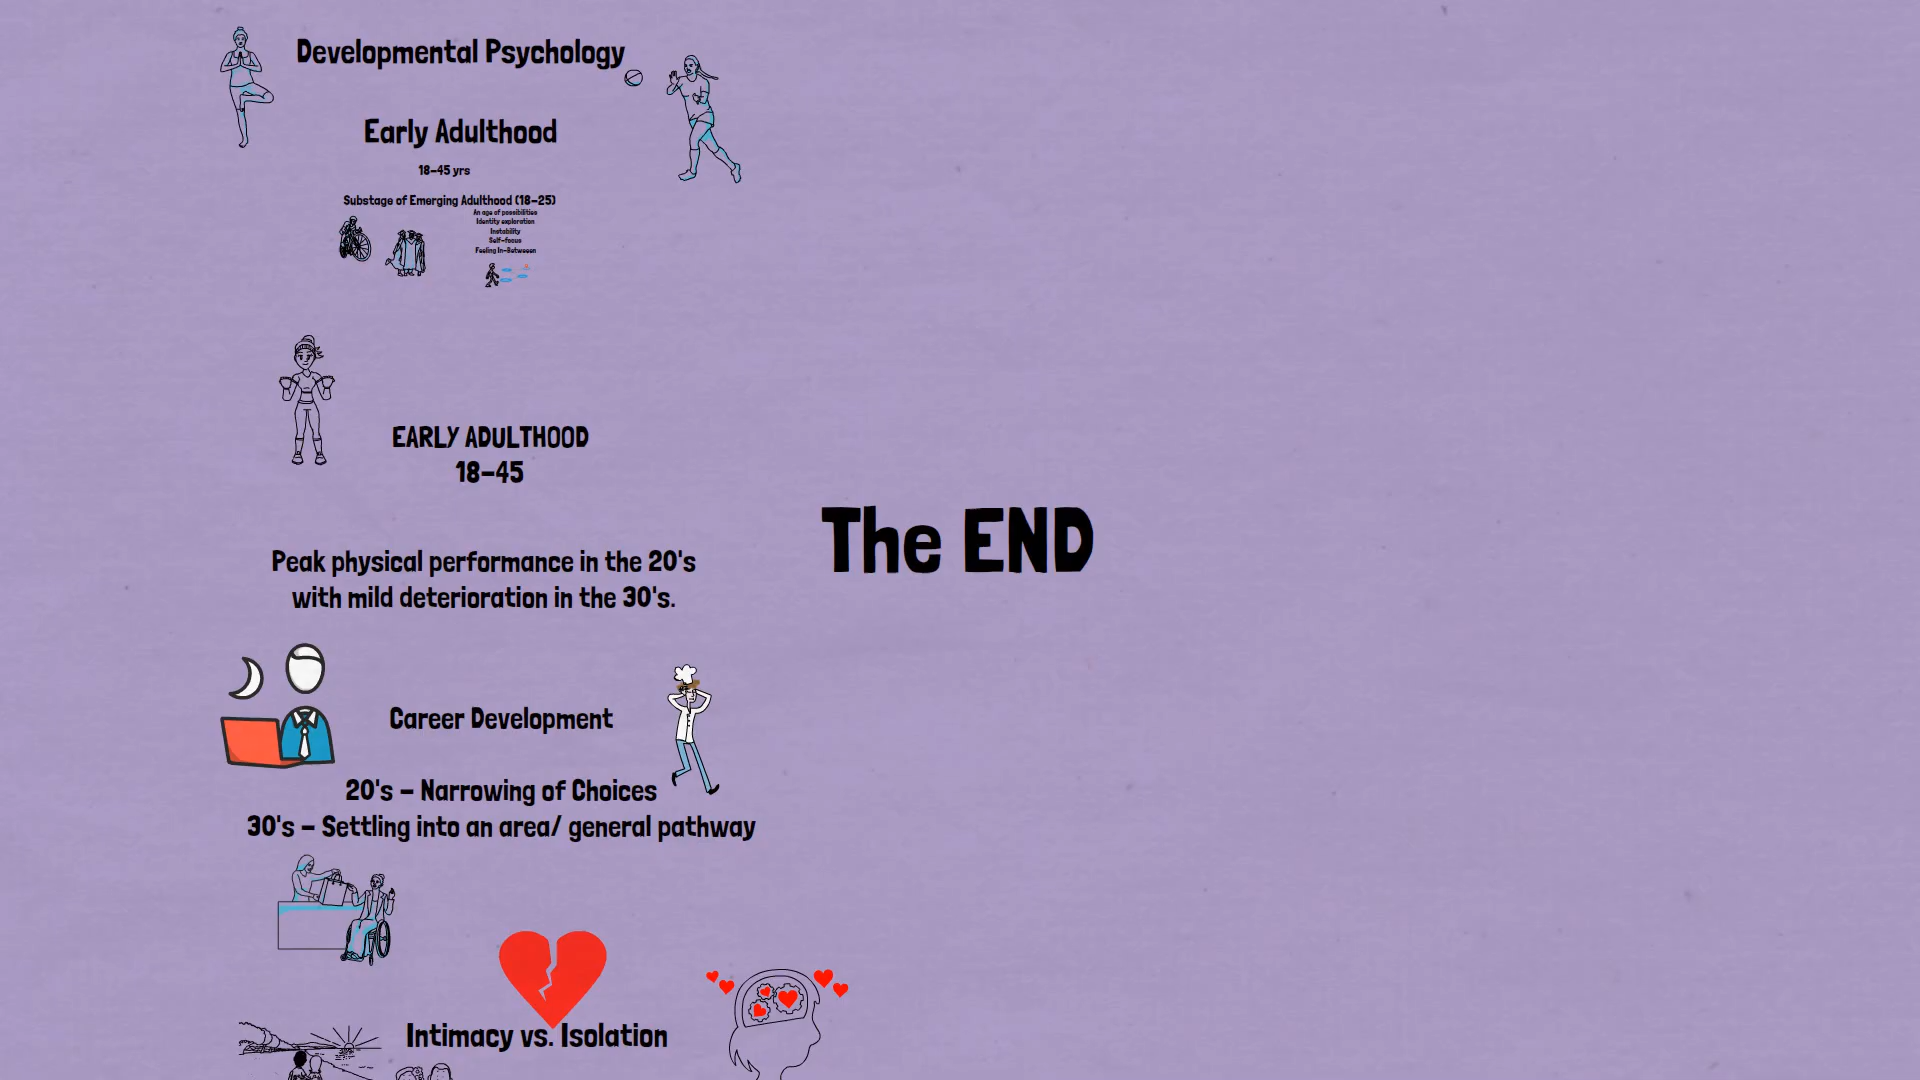 Developmental Psychology
Early Adulthood
18-45 yrs
Substage of Emerging Adulthood (18-25)
An age of possibilities
Identity exploration
Instability
Self-focus
Feeling In-Betweeen
EARLY ADULTHOOD
18-45
The END
Peak physical performance in the 20's
with mild deterioration in the 30's.
Career Development
20's - Narrowing of Choices
30's - Settling into an area/ general pathway
Intimacy vs. Isolation